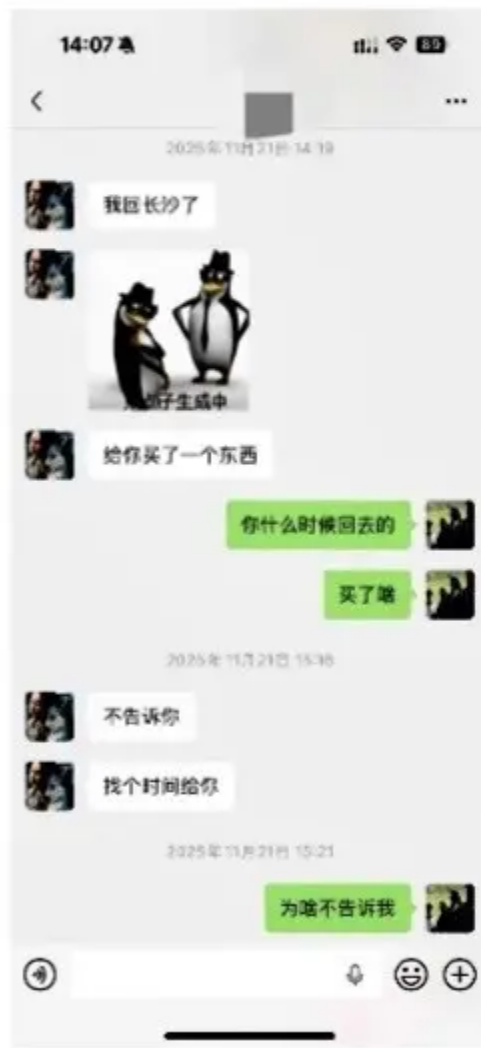 14:07
89
2025年11月21日 14:19
我回长沙了
子生成中
给你买了一个东西
你什么时候回去的
买了啥
2025年11月21日
不告诉你
找个时间给你
2025年11月21日 15:21
为啥不告诉我